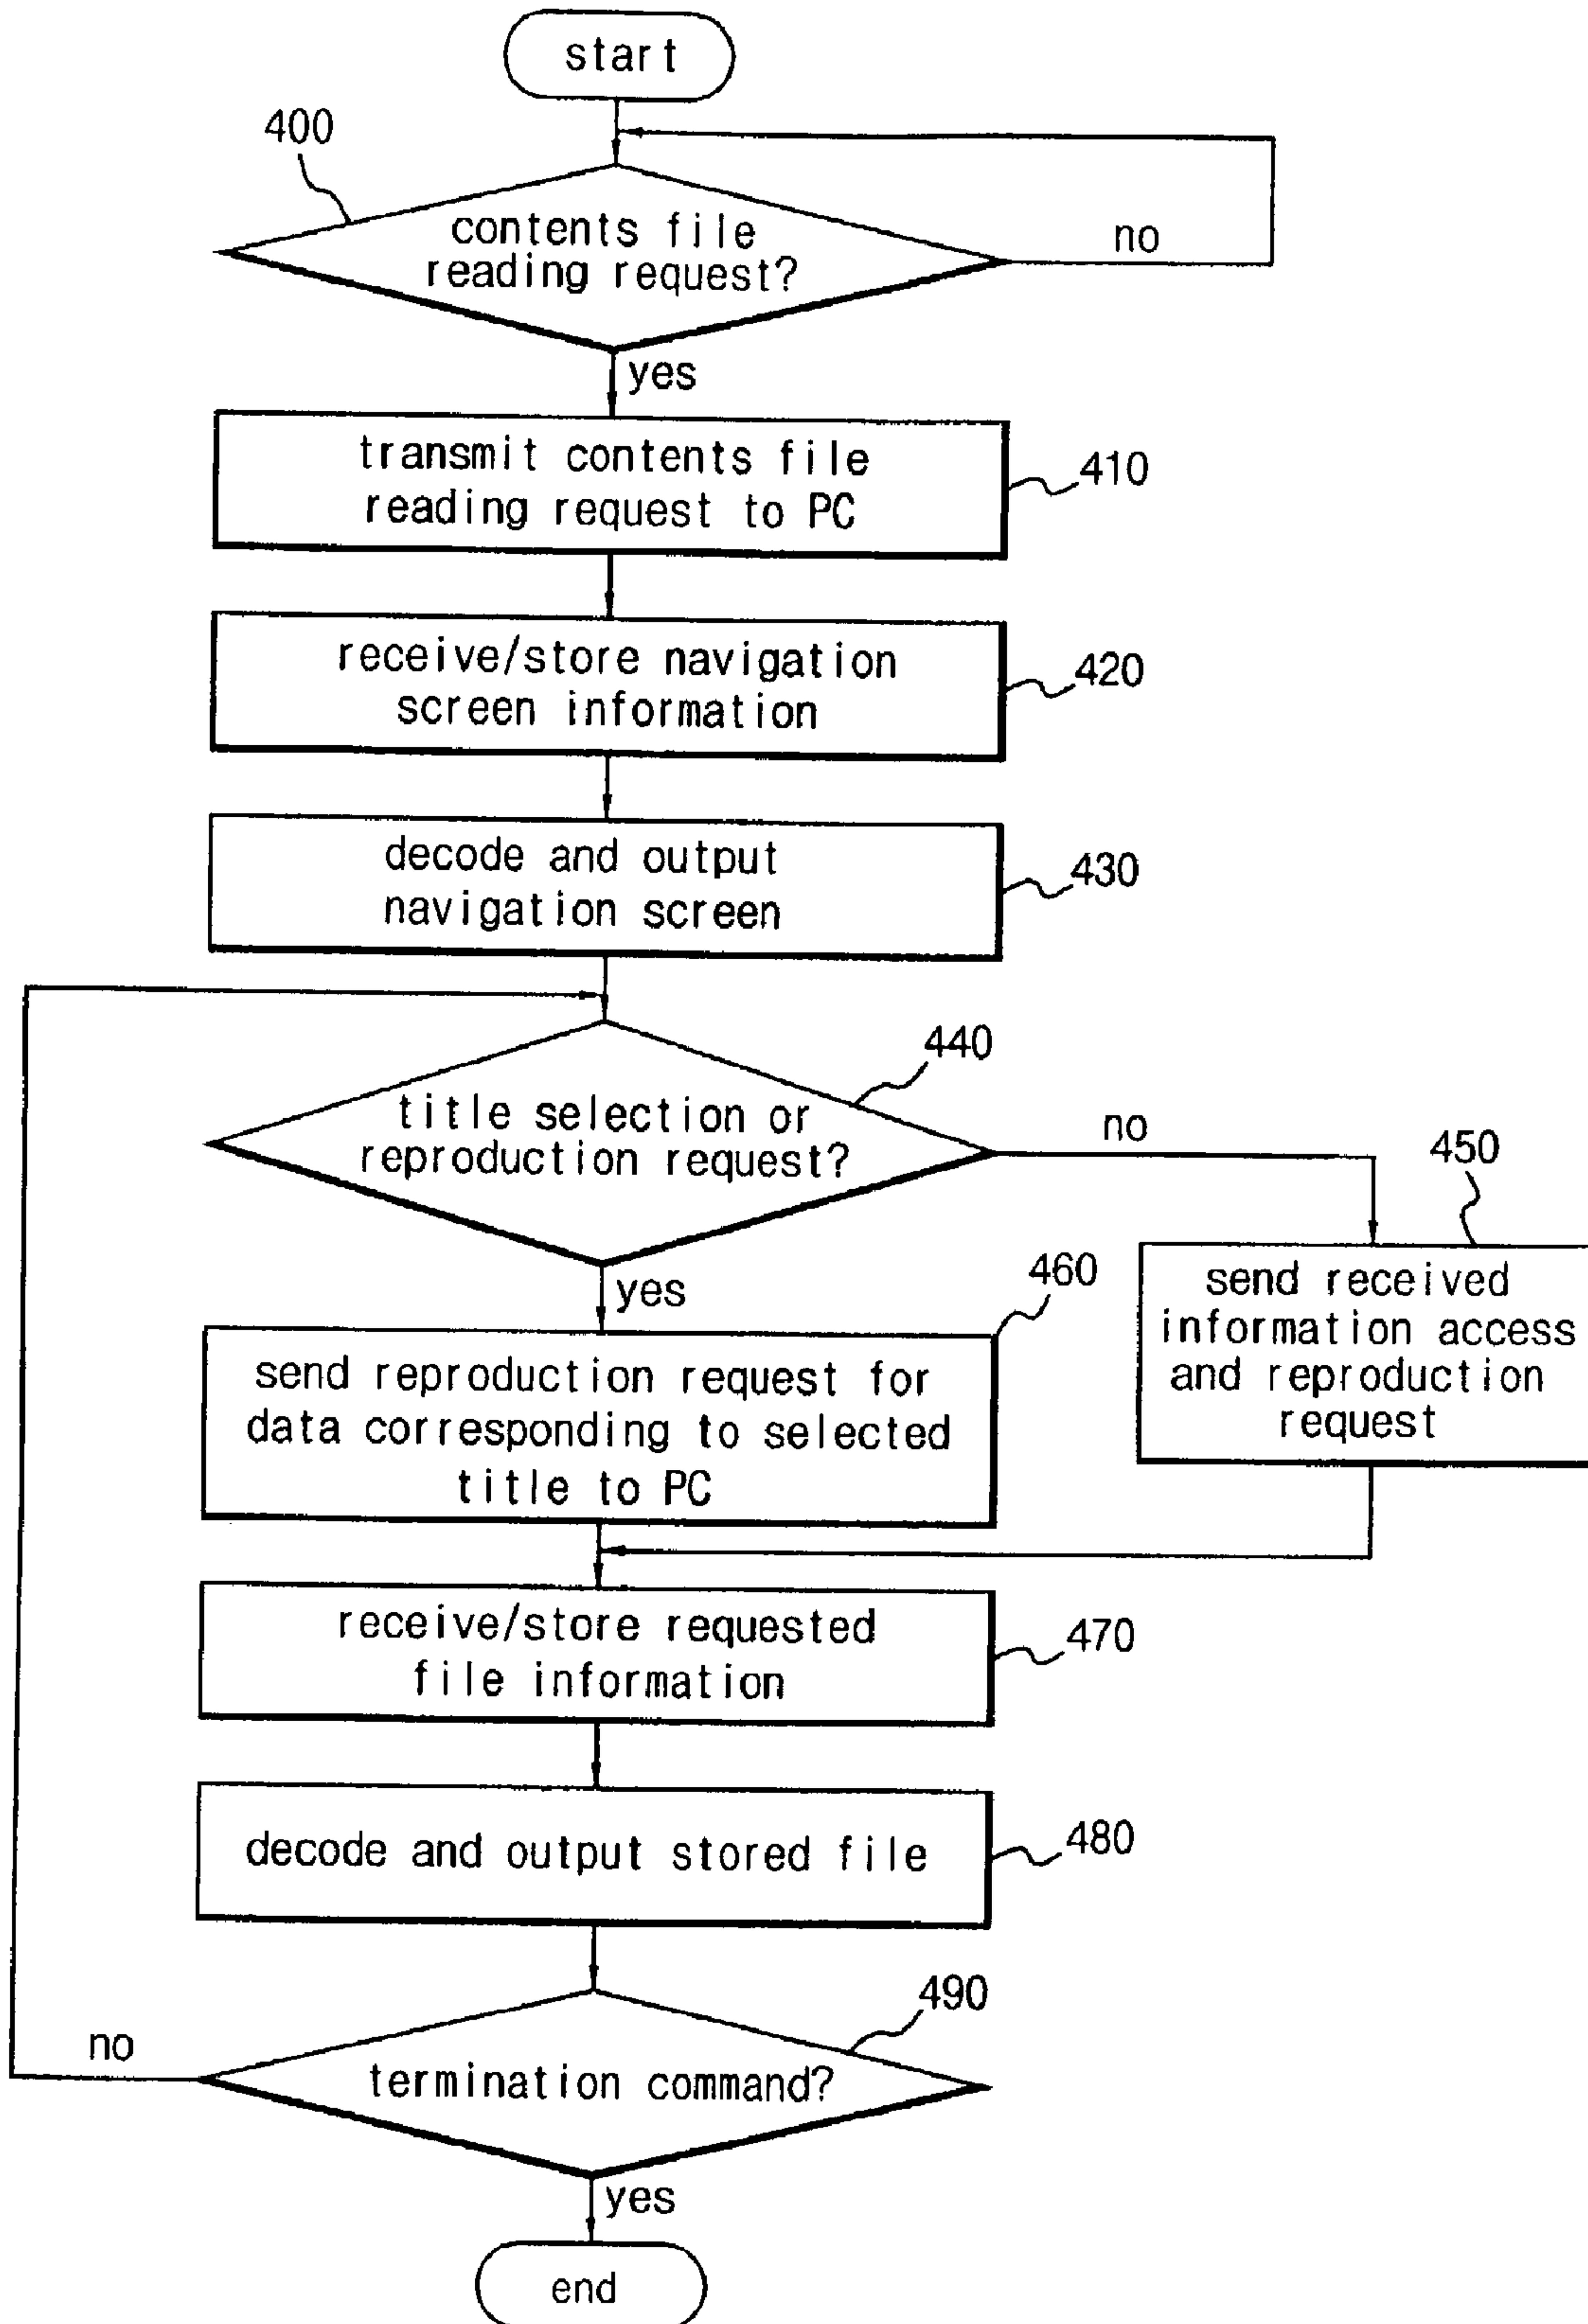 start
400
contents file
reading request?
no
yes
transmit contents file
reading request to PC
410
receive/store navigation
screen information
420
decode and output
navigation screen
430
440
title selection or
reproduction request?
no
450
send received
information access
and reproduction
request
yes
460
send reproduction request for
data corresponding to selected
title to PC
receive/store requested
file information
470
decode and output stored file
480
490
no
termination command?
yes
end